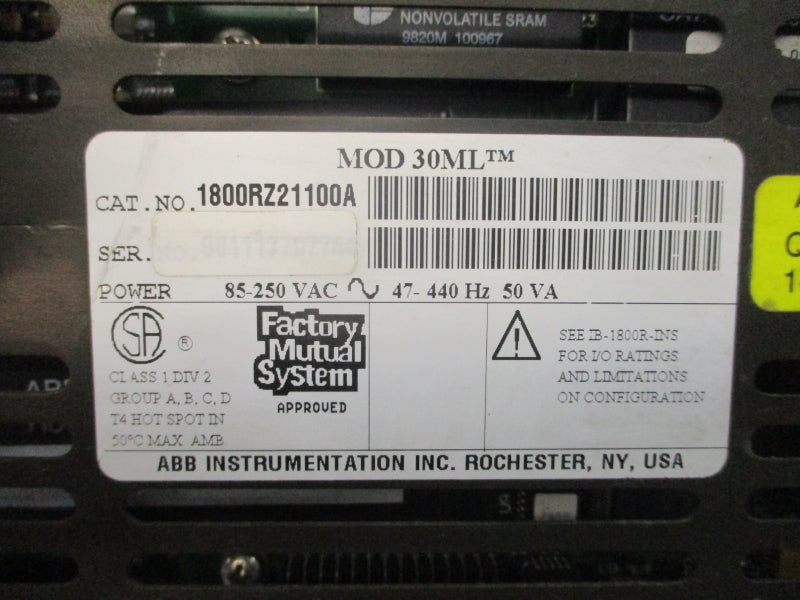 NONVOLATILE SRAM
9820M 100967
MOD 30ML™
CAT.NO. 1800RZ21100A
SER.
POWER 85-250 VAC 47- 440 Hz 50 VA
SA ®
Factory
Mutual
System
APPROVED
CLASS 1 DIV 2
GROUP A, B, C, D
T4 HOT SPOT IN
50°C MAX. AMB.
SEE IB-1800R-INS
FOR I/O RATINGS
AND LIMITATIONS
ON CONFIGURATION
ABB INSTRUMENTATION INC. ROCHESTER, NY, USA